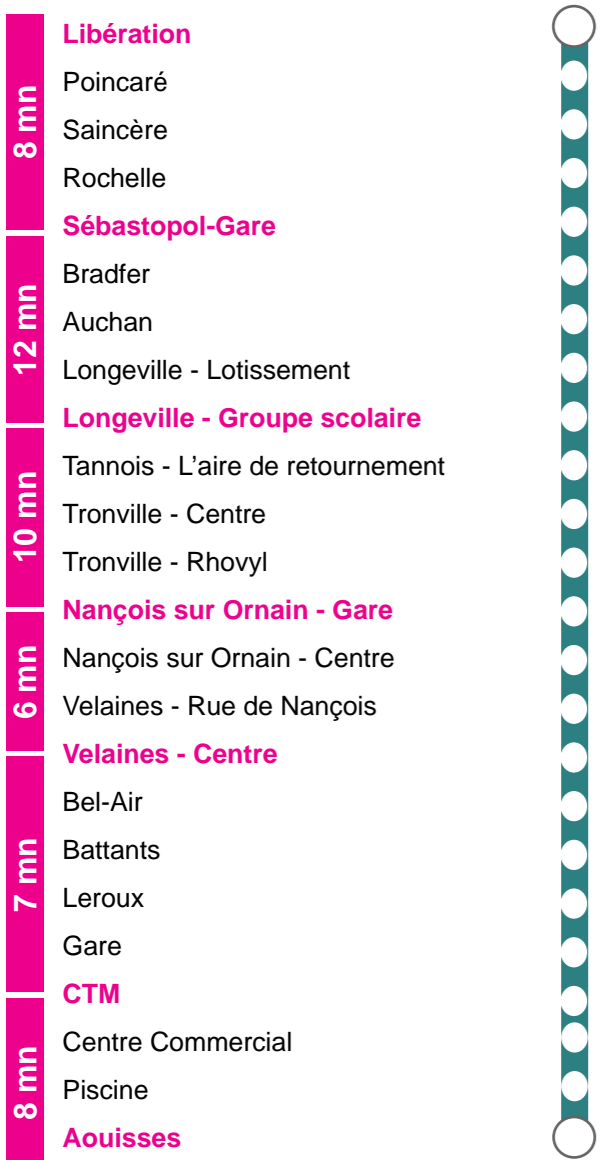 Libération
Poincaré
Saincère
Rochelle
8 mn
Sébastopol-Gare
Bradfer
Auchan
Longeville - Lotissement
12 mn
Longeville - Groupe scolaire
Tannois - L'aire de retournement
Tronville - Centre
Tronville - Rhovyl
10 mn
Nançois sur Ornain - Gare
Nançois sur Ornain - Centre
Velaines - Rue de Nançois
6 mn
Velaines - Centre
Bel-Air
Battants
Leroux
Gare
7 mn
CTM
Centre Commercial
Piscine
8 mn
Aouisses